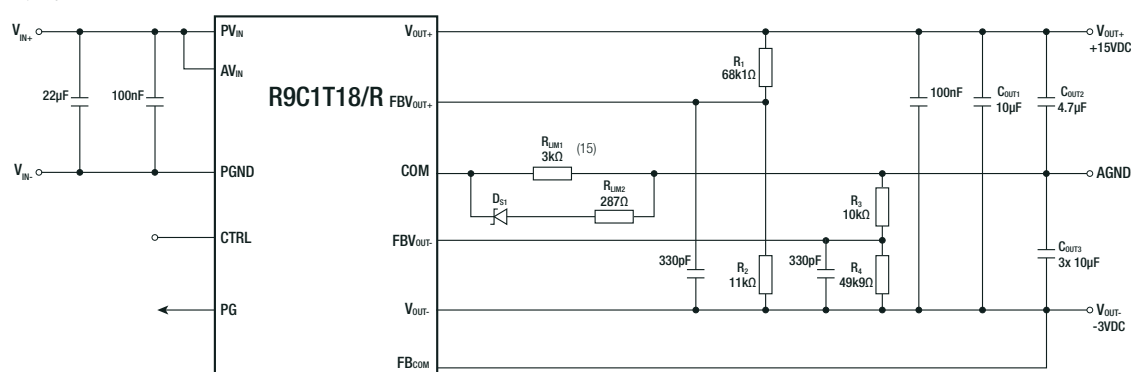 VIN+
PVIN
VOUT+
VOUT+
+15VDC
R1
68k1Ω
AVIN
22µF
100nF
R9C1T18/R
FBVOUT+
100nF
COUT1
10µF
COUT2
4.7µF
VIN-
PGND
COM
RLIM1
3kΩ
(15)
AGND
DS1
RLIM2
287Ω
R3
10kΩ
CTRL
FBVOUT-
330pF
R2
11kΩ
330pF
R4
49k9Ω
COUT3
3x 10µF
PG
VOUT-
VOUT-
-3VDC
FBCOM